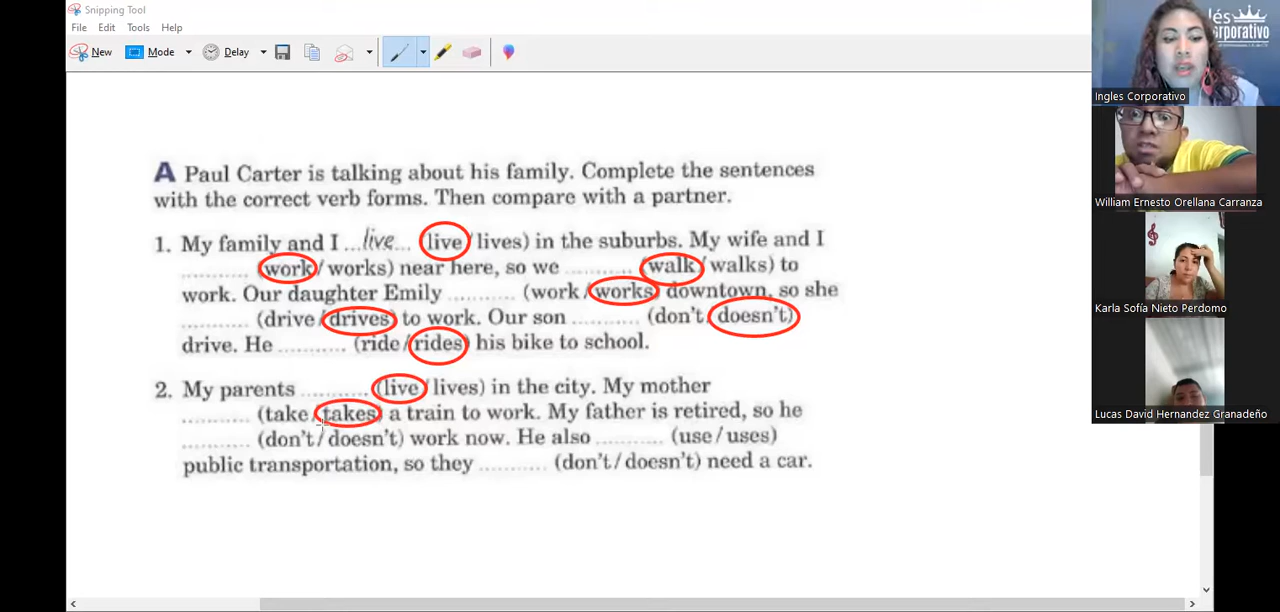 Snipping Tool
File Edit Tools Help
New Mode Delay
lés
orporativo
Ingles Corporativo
William Ernesto Orellana Carranza
Karla Sofía Nieto Perdomo
Lucas David Hernandez Granadeño
A Paul Carter is talking about his family. Complete the sentences
with the correct verb forms. Then compare with a partner.
1. My family and I ...live... (live/lives) in the suburbs. My wife and I
........... (work/works) near here, so we ........... (walk/walks) to
work. Our daughter Emily ........... (work/works) downtown, so she
........... (drive/drives) to work. Our son ........... (don't/doesn't)
drive. He ........... (ride/rides) his bike to school.
2. My parents ........... (live/lives) in the city. My mother
........... (take/takes) a train to work. My father is retired, so he
........... (don't/doesn't) work now. He also ........... (use/uses)
public transportation, so they ........... (don't/doesn't) need a car.